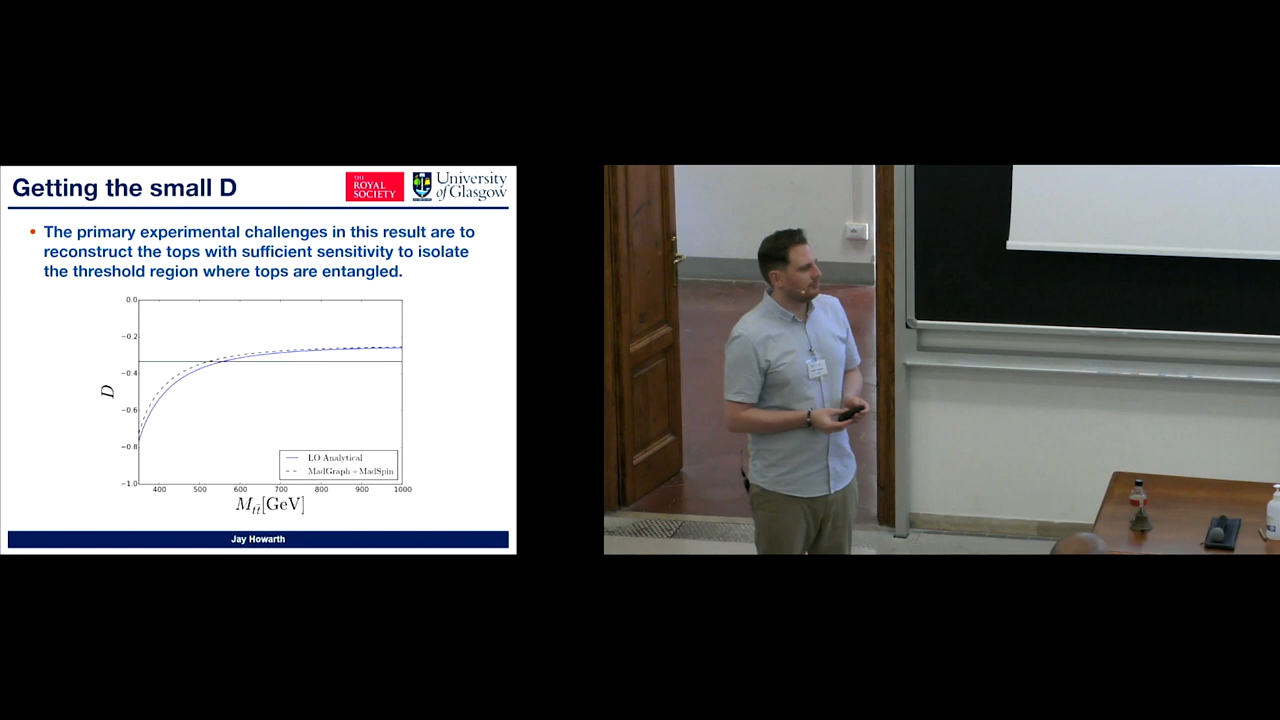 Getting the small D
THE
ROYAL
SOCIETY
University
of Glasgow
• The primary experimental challenges in this result are to
reconstruct the tops with sufficient sensitivity to isolate
the threshold region where tops are entangled.
0.0
−0.2
−0.4
−0.6
−0.8
−1.0
D
LO Analytical
MadGraph + MadSpin
400 500 600 700 800 900 1000
M_{tt̄}[GeV]
Jay Howarth